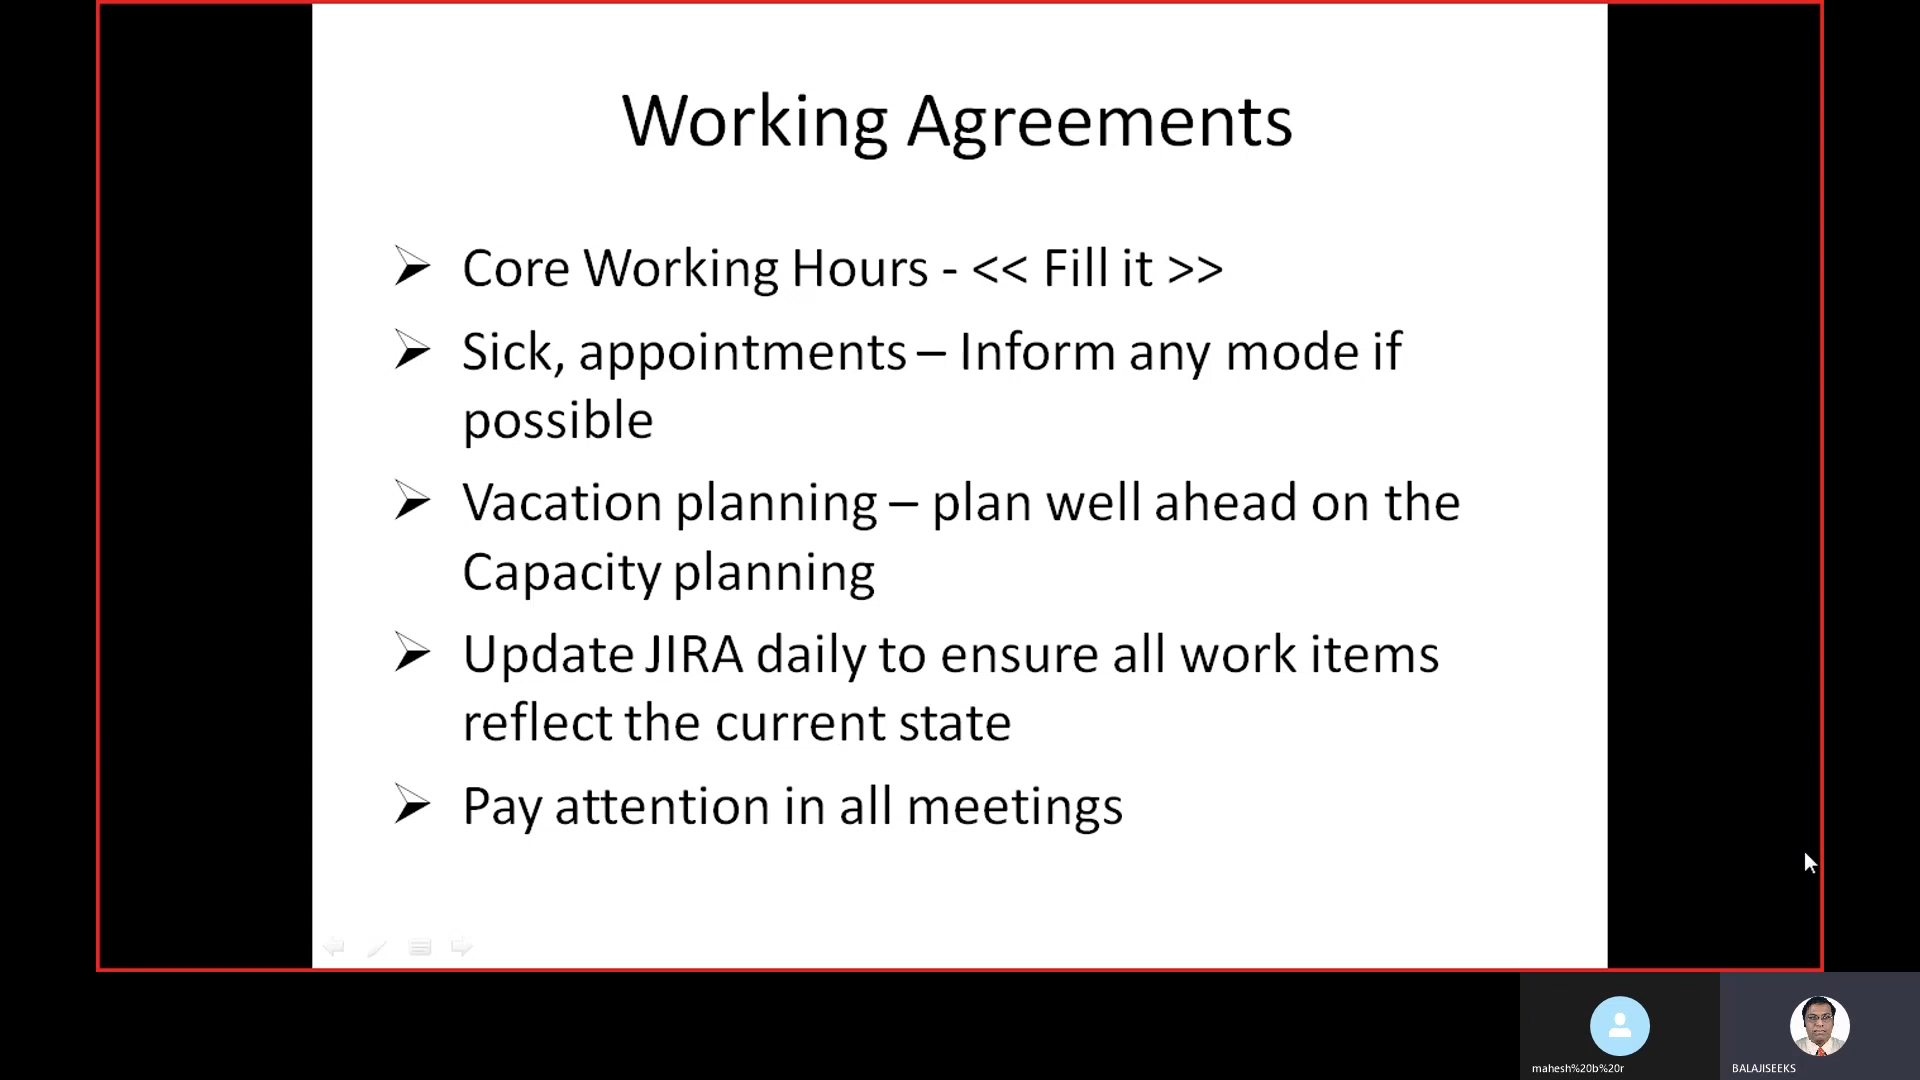 Working Agreements
Core Working Hours - << Fill it >>
Sick, appointments – Inform any mode if
possible
Vacation planning – plan well ahead on the
Capacity planning
Update JIRA daily to ensure all work items
reflect the current state
Pay attention in all meetings
mahesh%20b%20r
BALAJISEEKS